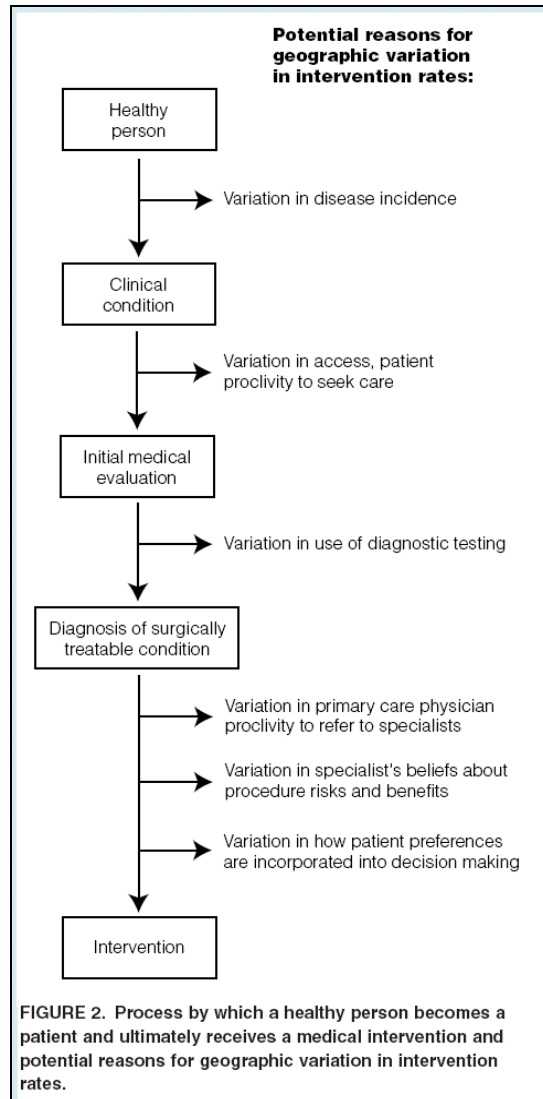 Potential reasons for
geographic variation
in intervention rates:
Healthy
person
Variation in disease incidence
Clinical
condition
Variation in access, patient
proclivity to seek care
Initial medical
evaluation
Variation in use of diagnostic testing
Diagnosis of surgically
treatable condition
Variation in primary care physician
proclivity to refer to specialists
Variation in specialist's beliefs about
procedure risks and benefits
Variation in how patient preferences
are incorporated into decision making
Intervention
FIGURE 2. Process by which a healthy person becomes a
patient and ultimately receives a medical intervention and
potential reasons for geographic variation in intervention
rates.